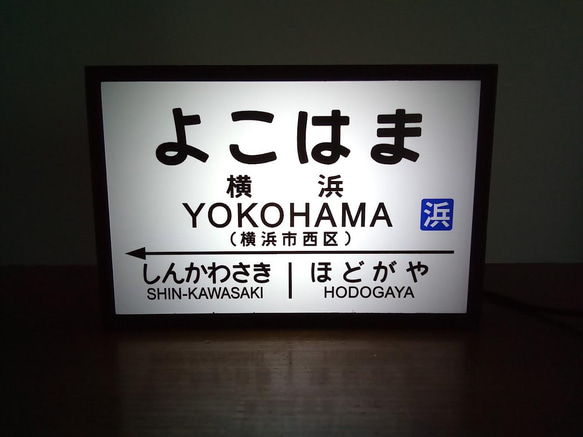 よこはま
横浜
YOKOHAMA
浜
（横浜市西区）
しんかわさき
ほどがや
SHIN-KAWASAKI
HODOGAYA